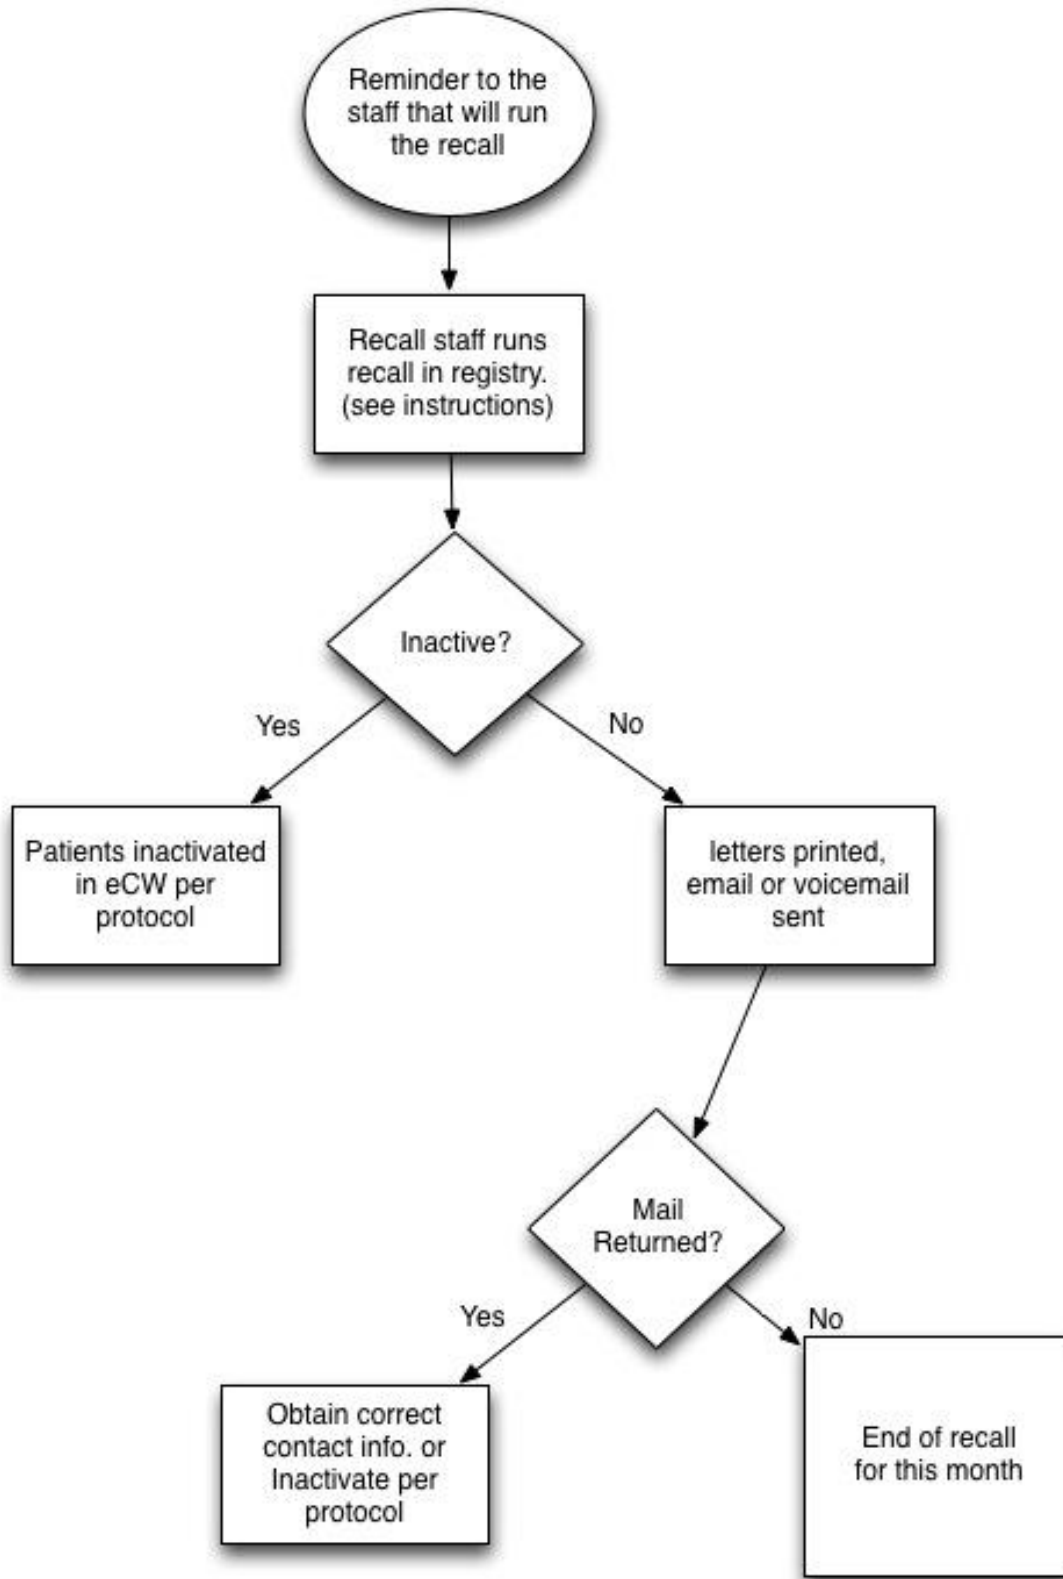 Reminder to the
staff that will run
the recall
Recall staff runs
recall in registry.
(see instructions)
Inactive?
Yes
No
Patients inactivated
in eCW per
protocol
letters printed,
email or voicemail
sent
Mail
Returned?
Yes
No
Obtain correct
contact info. or
Inactivate per
protocol
End of recall
for this month